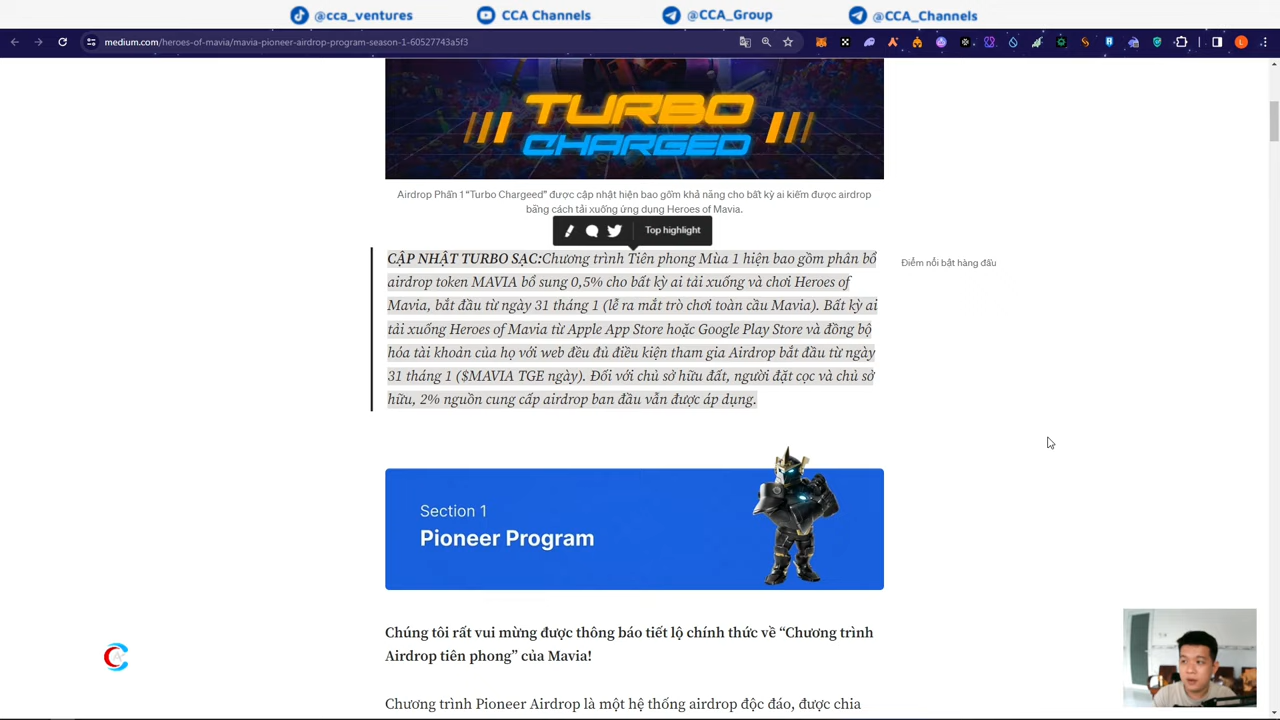 @cca_ventures
CCA Channels
@CCA_Group
@CCA_Channels
medium.com/heroes-of-mavia/mavia-pioneer-airdrop-program-season-1-60527743a5f3
L
TURBO
CHARGED
Airdrop Phần 1 “Turbo Chargeed” được cập nhật hiện bao gồm khả năng cho bất kỳ ai kiếm được airdrop
bằng cách tải xuống ứng dụng Heroes of Mavia.
Top highlight
CẬP NHẬT TURBO SẠC:Chương trình Tiên phong Mùa 1 hiện bao gồm phân bổ
airdrop token MAVIA bổ sung 0,5% cho bất kỳ ai tải xuống và chơi Heroes of
Mavia, bắt đầu từ ngày 31 tháng 1 (lễ ra mắt trò chơi toàn cầu Mavia). Bất kỳ ai
tải xuống Heroes of Mavia từ Apple App Store hoặc Google Play Store và đồng bộ
hóa tài khoản của họ với web đều đủ điều kiện tham gia Airdrop bắt đầu từ ngày
31 tháng 1 ($MAVIA TGE ngày). Đối với chủ sở hữu đất, người đặt cọc và chủ sở
hữu, 2% nguồn cung cấp airdrop ban đầu vẫn được áp dụng.
Điểm nổi bật hàng đầu
Section 1
Pioneer Program
Chúng tôi rất vui mừng được thông báo tiết lộ chính thức về “Chương trình
Airdrop tiên phong” của Mavia!
Chương trình Pioneer Airdrop là một hệ thống airdrop độc đáo, được chia